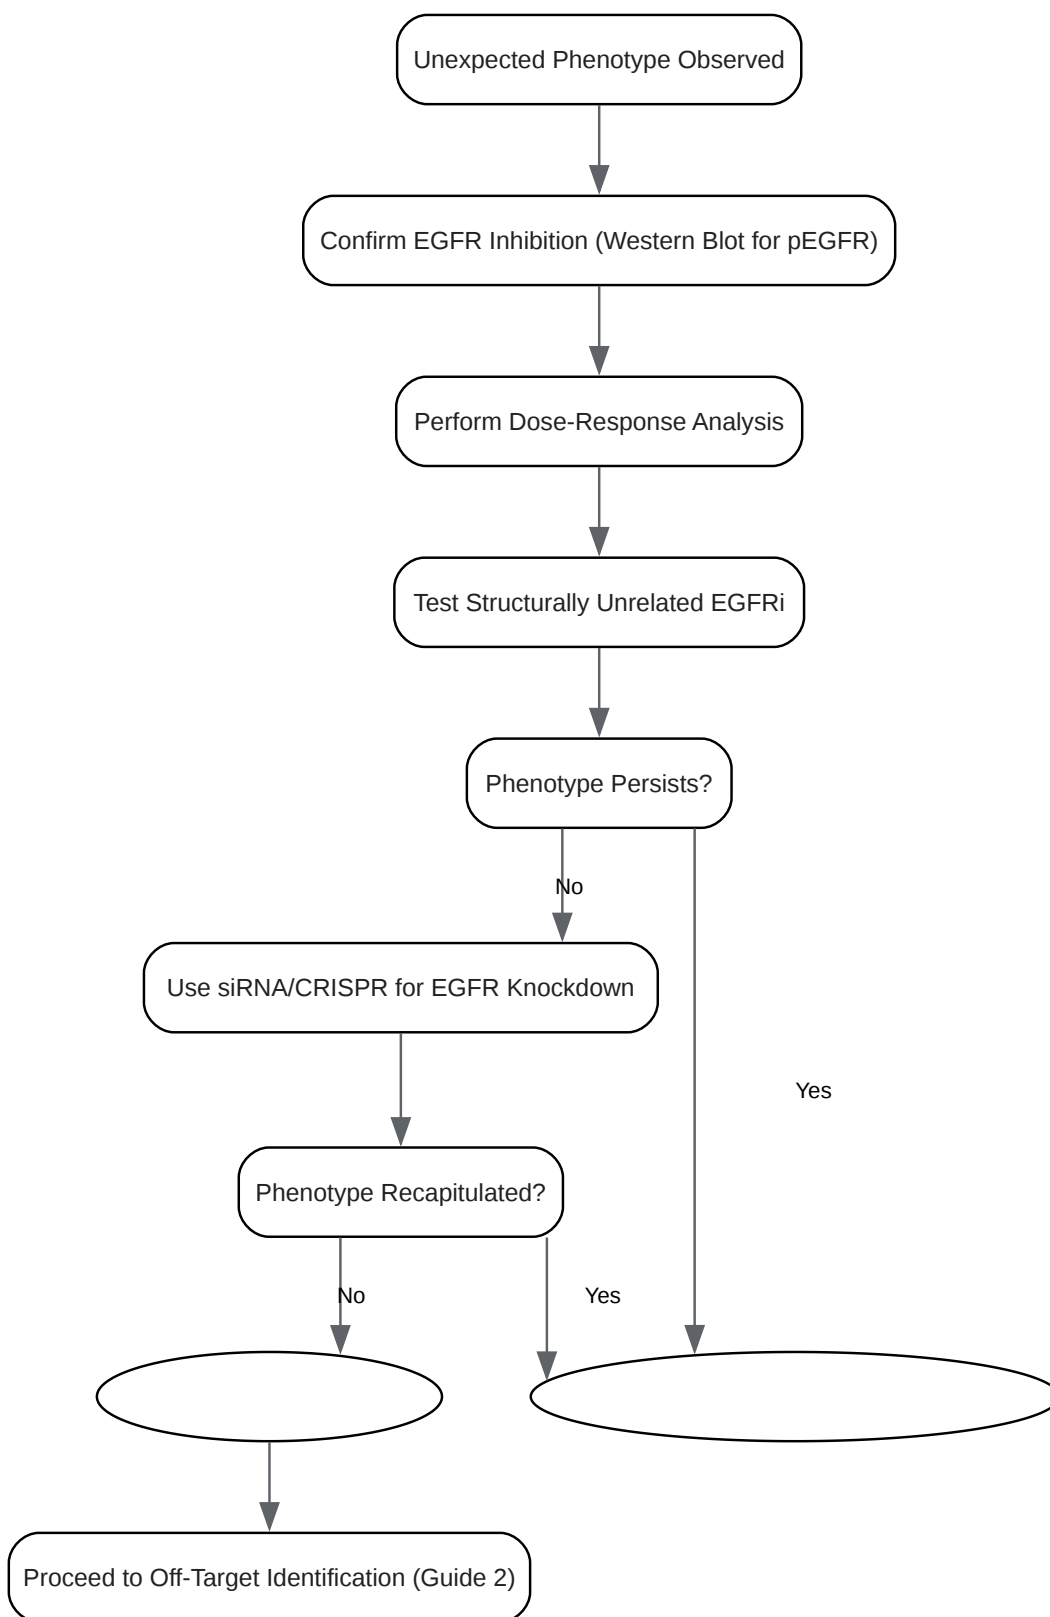 Unexpected Phenotype Observed
Confirm EGFR Inhibition (Western Blot for pEGFR)
Perform Dose-Response Analysis
Test Structurally Unrelated EGFRi
Phenotype Persists?
No
Use siRNA/CRISPR for EGFR Knockdown
Yes
Phenotype Recapitulated?
No
Yes
Proceed to Off-Target Identification (Guide 2)